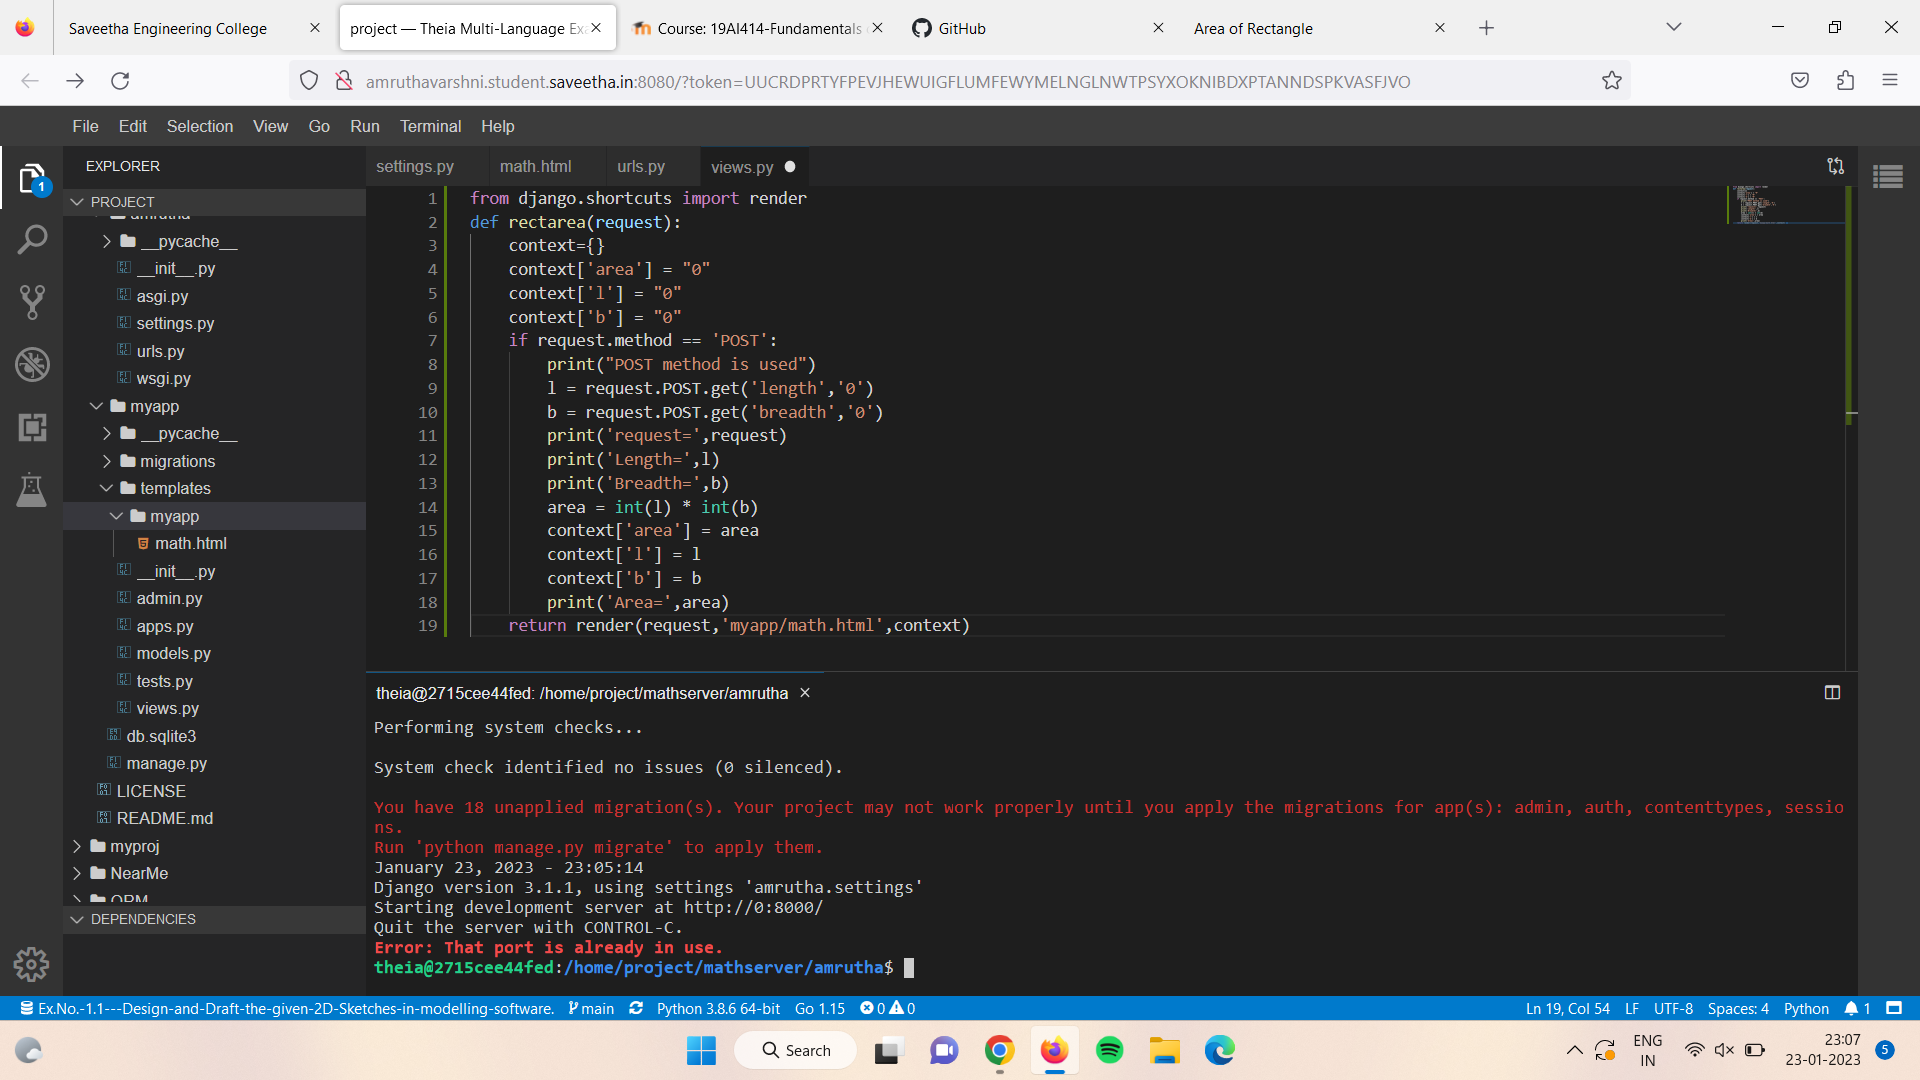 Saveetha Engineering College
project — Theia Multi-Language Exa
Course: 19AI414-Fundamentals
GitHub
Area of Rectangle
amruthavarshni.student.saveetha.in:8080/?token=UUCRDPRTYFPEVJHEWUIGFLUMFEWYMELNGLNWTPSYXOKNIBDXPTANNDSPKVASFJVO
File Edit Selection View Go Run Terminal Help
EXPLORER
1
PROJECT
amrutha
__pycache__
__init__.py
asgi.py
settings.py
urls.py
wsgi.py
myapp
__pycache__
migrations
templates
myapp
math.html
__init__.py
admin.py
apps.py
models.py
tests.py
views.py
db.sqlite3
manage.py
LICENSE
README.md
myproj
NearMe
ORM
DEPENDENCIES
settings.py math.html urls.py views.py
1 from django.shortcuts import render
2 def rectarea(request):
3     context={}
4     context['area'] = "0"
5     context['l'] = "0"
6     context['b'] = "0"
7     if request.method == 'POST':
8         print("POST method is used")
9         l = request.POST.get('length','0')
10         b = request.POST.get('breadth','0')
11         print('request=',request)
12         print('Length=',l)
13         print('Breadth=',b)
14         area = int(l) * int(b)
15         context['area'] = area
16         context['l'] = l
17         context['b'] = b
18         print('Area=',area)
19     return render(request,'myapp/math.html',context)
theia@2715cee44fed: /home/project/mathserver/amrutha
Performing system checks...
System check identified no issues (0 silenced).
You have 18 unapplied migration(s). Your project may not work properly until you apply the migrations for app(s): admin, auth, contenttypes, sessio
ns.
Run 'python manage.py migrate' to apply them.
January 23, 2023 - 23:05:14
Django version 3.1.1, using settings 'amrutha.settings'
Starting development server at http://0:8000/
Quit the server with CONTROL-C.
Error: That port is already in use.
theia@2715cee44fed:/home/project/mathserver/amrutha$
Ex.No.-1.1---Design-and-Draft-the-given-2D-Sketches-in-modelling-software. main Python 3.8.6 64-bit Go 1.15 0 0 Ln 19, Col 54 LF UTF-8 Spaces: 4 Python 1
Search
ENG
IN
23:07
23-01-2023
5